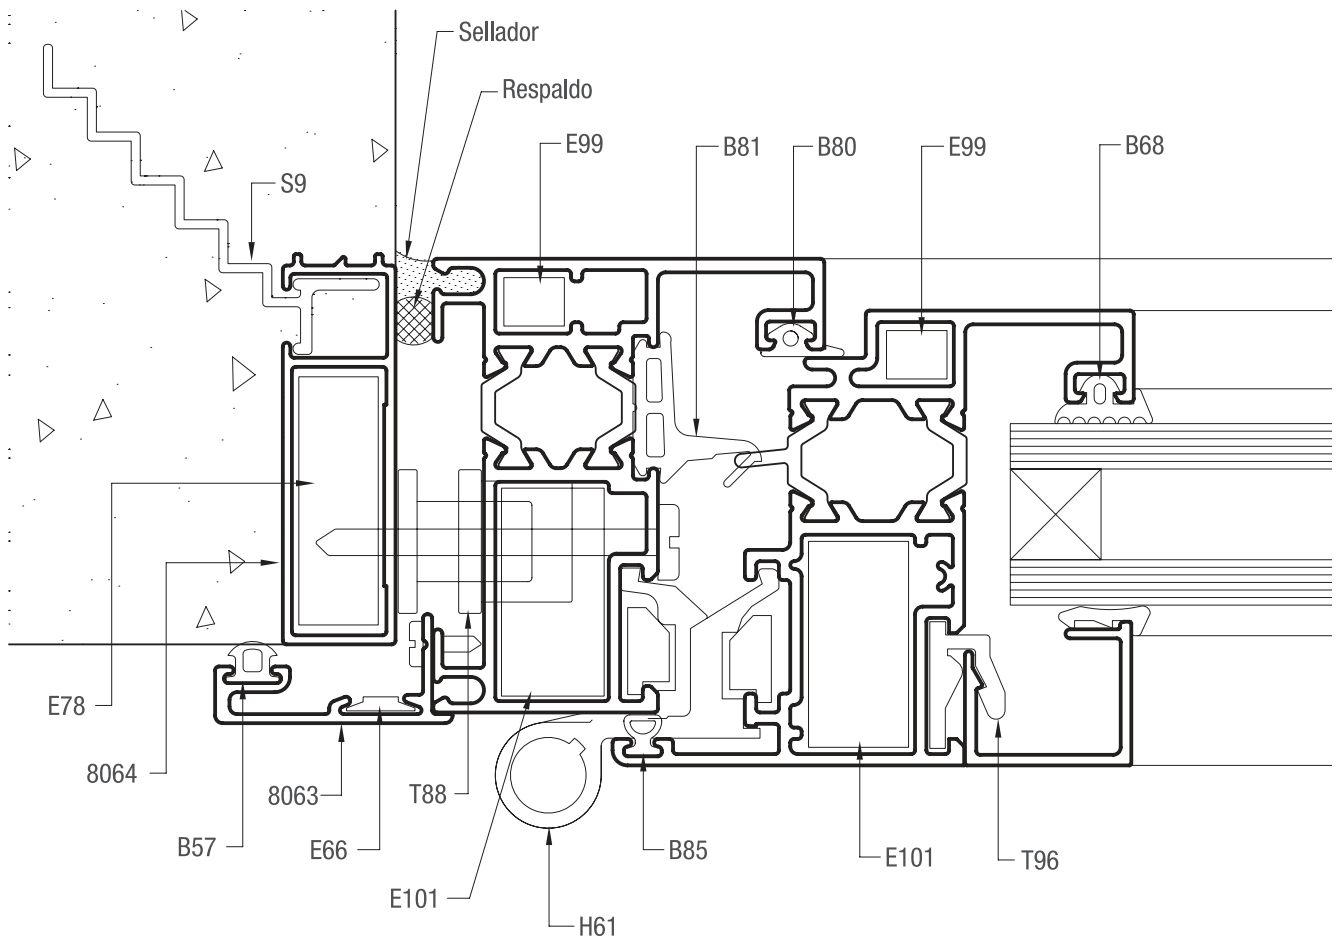 Sellador
Respaldo
E99
B81
B80
E99
B68
S9
E78
8064
8063
T88
B57
E66
B85
E101
T96
E101
H61